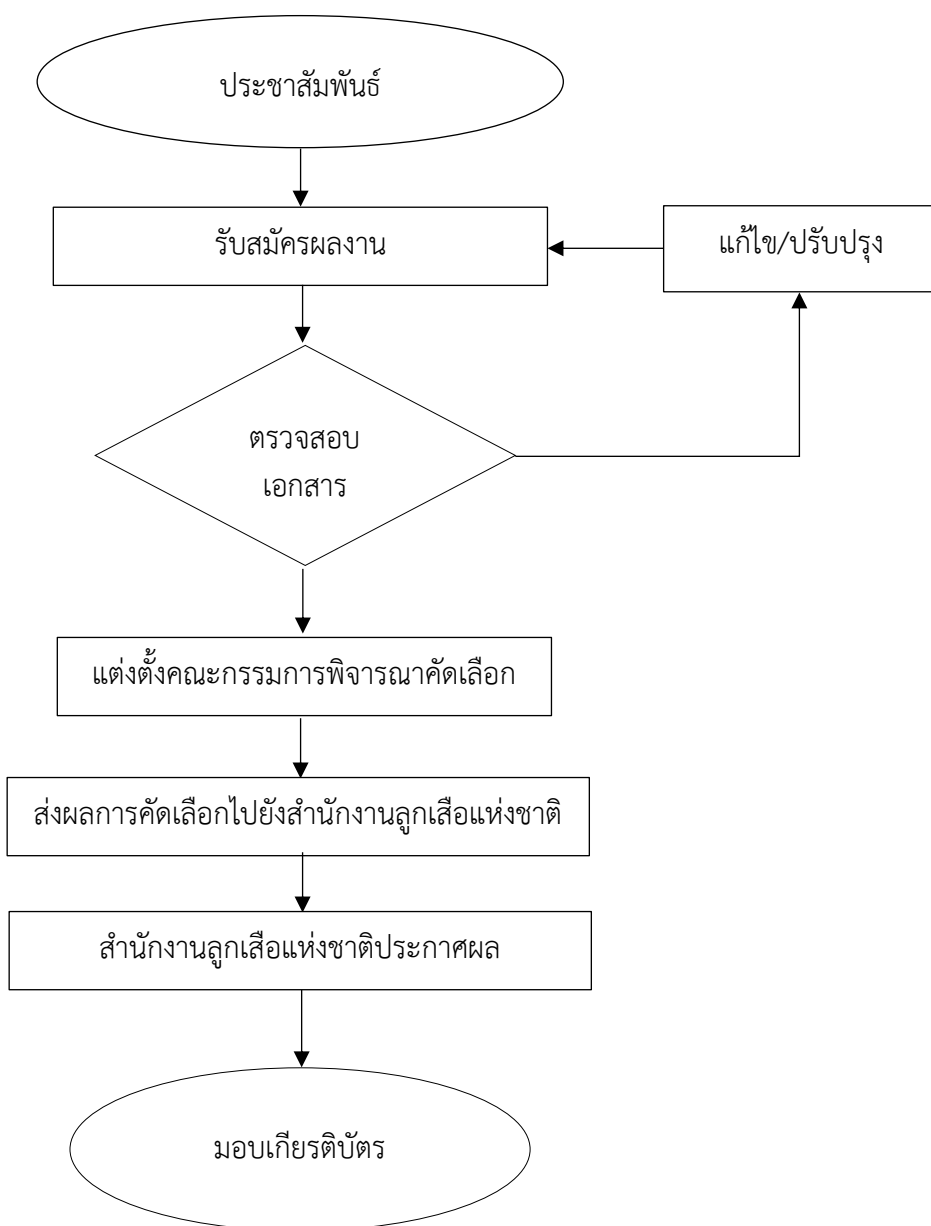 ประชาสัมพันธ์
รับสมัครผลงาน
แก้ไข/ปรับปรุง
ตรวจสอบ
เอกสาร
แต่งตั้งคณะกรรมการพิจารณาคัดเลือก
ส่งผลการคัดเลือกไปยังสำนักงานลูกเสือแห่งชาติ
สำนักงานลูกเสือแห่งชาติประกาศผล
มอบเกียรติบัตร